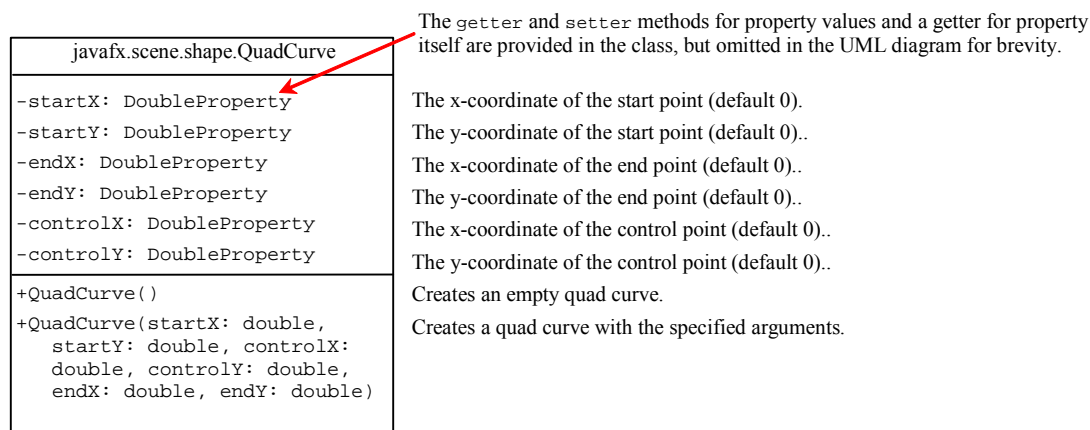 The getter and setter methods for property values and a getter for property
itself are provided in the class, but omitted in the UML diagram for brevity.
javafx.scene.shape.QuadCurve
-startX: DoubleProperty
The x-coordinate of the start point (default 0).
-startY: DoubleProperty
The y-coordinate of the start point (default 0)..
-endX: DoubleProperty
The x-coordinate of the end point (default 0)..
-endY: DoubleProperty
The y-coordinate of the end point (default 0)..
-controlX: DoubleProperty
The x-coordinate of the control point (default 0)..
-controlY: DoubleProperty
The y-coordinate of the control point (default 0)..
+QuadCurve()
Creates an empty quad curve.
+QuadCurve(startX: double,
Creates a quad curve with the specified arguments.
startY: double, controlX:
double, controlY: double,
endX: double, endY: double)